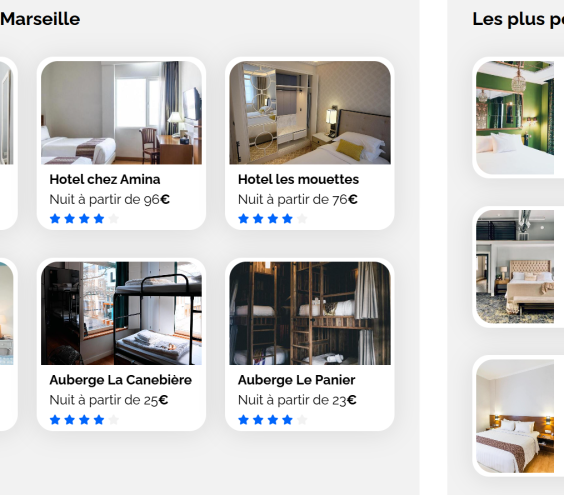 Marseille
Les plus
Hotel chez Amina
Nuit à partir de 96€
Hotel les mouettes
Nuit à partir de 76€
Auberge La Canebière
Nuit à partir de 25€
Auberge Le Panier
Nuit à partir de 23€